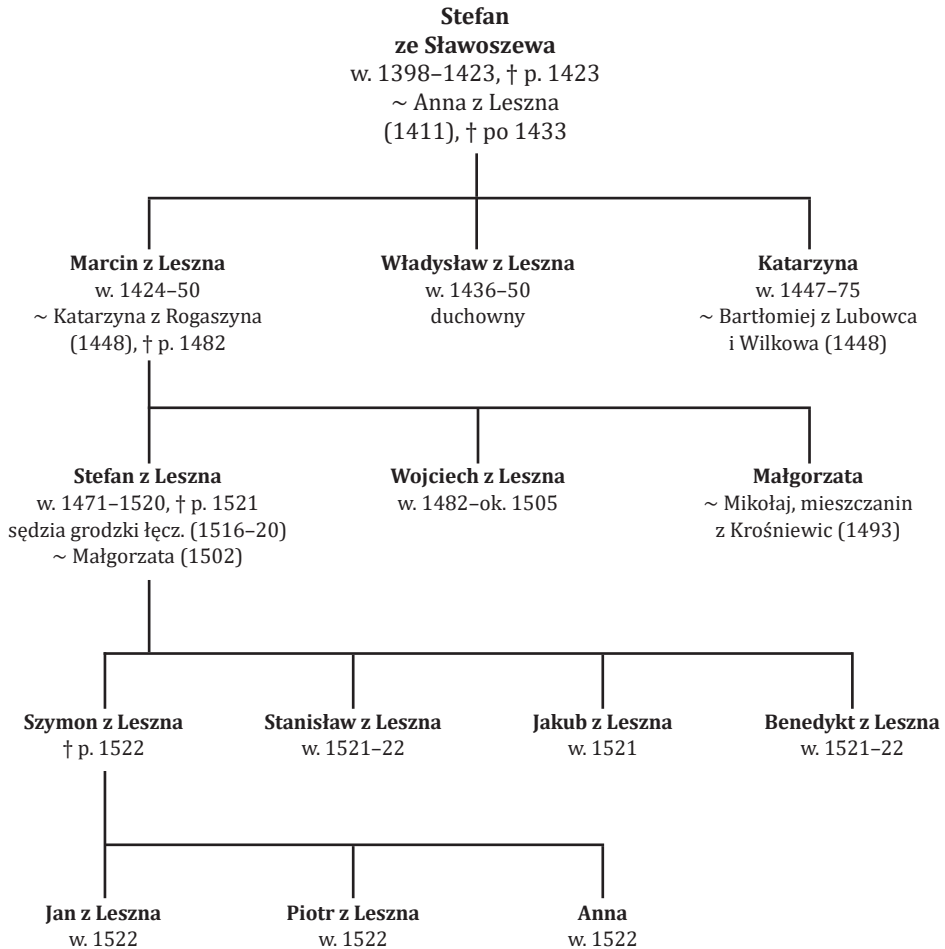 Stefan
ze Sławoszewa
w. 1398–1423, † p. 1423
~ Anna z Leszna
(1411), † po 1433
Marcin z Leszna
w. 1424–50
~ Katarzyna z Rogaszyna
(1448), † p. 1482
Władysław z Leszna
w. 1436–50
duchowny
Katarzyna
w. 1447–75
~ Bartłomiej z Lubowca
i Wilkowa (1448)
Stefan z Leszna
w. 1471–1520, † p. 1521
sędzia grodzki łęcz. (1516–20)
~ Małgorzata (1502)
Wojciech z Leszna
w. 1482–ok. 1505
Małgorzata
~ Mikołaj, mieszczanin
z Krośniewic (1493)
Szymon z Leszna
† p. 1522
Stanisław z Leszna
w. 1521–22
Jakub z Leszna
w. 1521
Benedykt z Leszna
w. 1521–22
Jan z Leszna
w. 1522
Piotr z Leszna
w. 1522
Anna
w. 1522